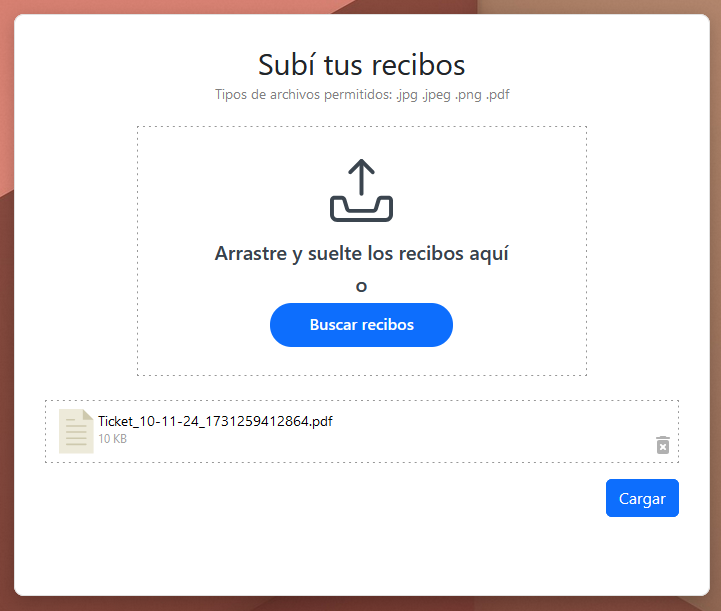 Subí tus recibos
Tipos de archivos permitidos: .jpg .jpeg .png .pdf
Arrastre y suelte los recibos aquí
o
Buscar recibos
Ticket_10-11-24_1731259412864.pdf
10 KB
Cargar